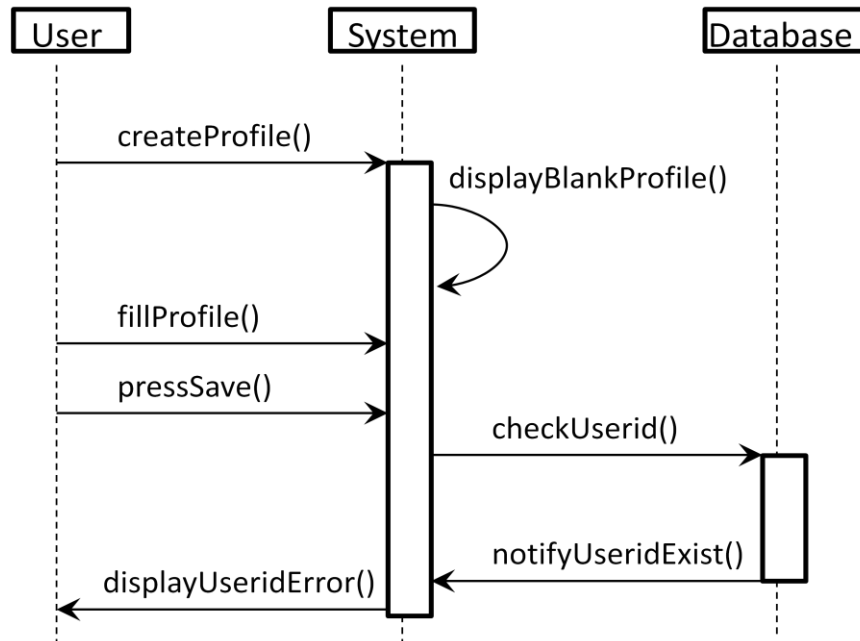 User
System
Database
createProfile()
displayBlankProfile()
fillProfile()
pressSave()
checkUserid()
notifyUseridExist()
displayUseridError()